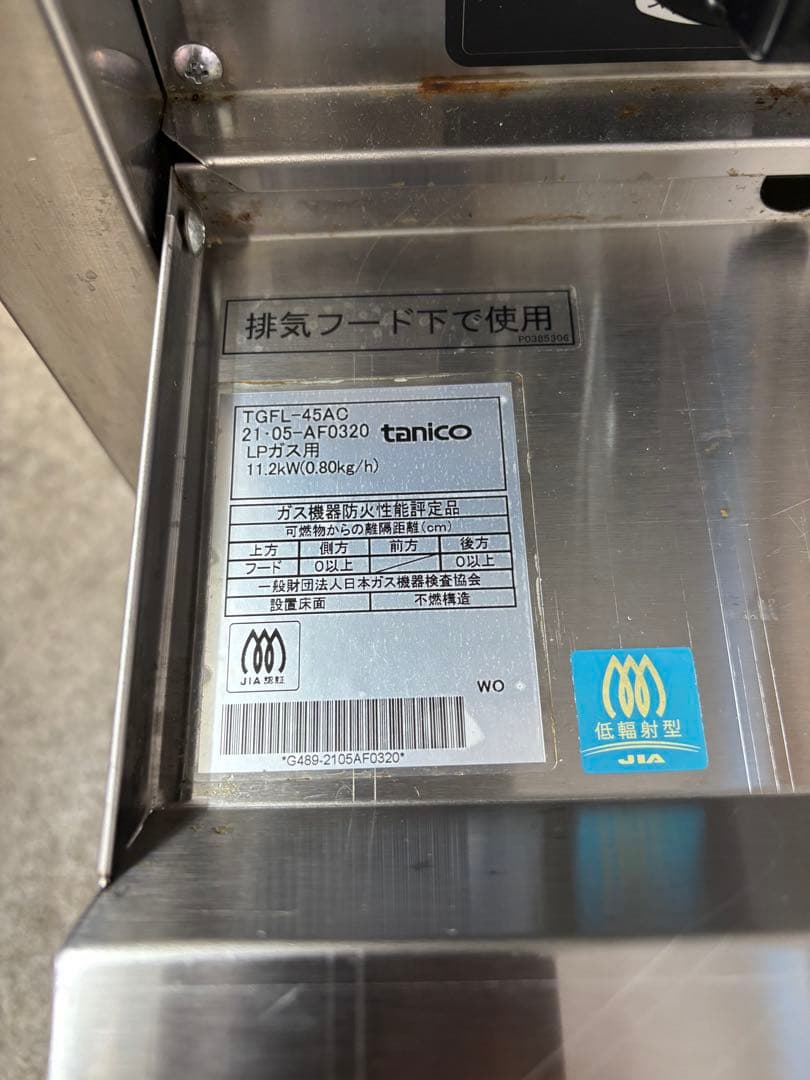 排気フード下で使用
P0385306
TGFL-45AC
21・05-AF0320 tanico
LPガス用
11.2kW(0.80kg/h)
ガス機器防火性能評定品
可燃物からの離隔距離(cm)
上方 側方 前方 後方
フード 0以上 0以上
一般財団法人日本ガス機器検査協会
設置床面 不燃構造
JIA 認証
WO
*G489-2105AF0320*
低輻射型
JIA